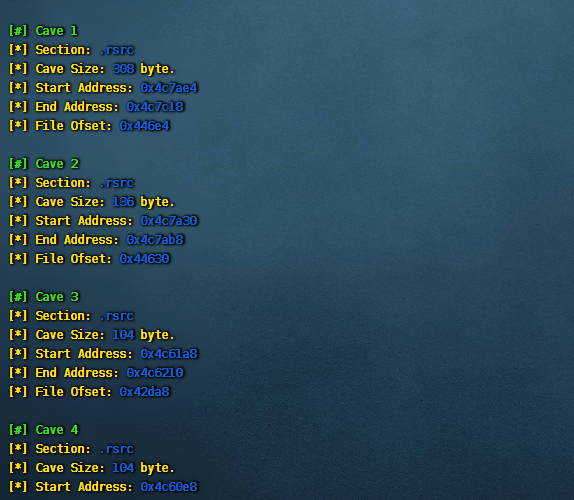 [#] Cave 1
[*] Section: .rsrc
[*] Cave Size: 308 byte.
[*] Start Address: 0x4c7ae4
[*] End Address: 0x4c7c18
[*] File Ofset: 0x446e4
[#] Cave 2
[*] Section: .rsrc
[*] Cave Size: 136 byte.
[*] Start Address: 0x4c7a30
[*] End Address: 0x4c7ab8
[*] File Ofset: 0x44630
[#] Cave 3
[*] Section: .rsrc
[*] Cave Size: 104 byte.
[*] Start Address: 0x4c61a8
[*] End Address: 0x4c6210
[*] File Ofset: 0x42da8
[#] Cave 4
[*] Section: .rsrc
[*] Cave Size: 104 byte.
[*] Start Address: 0x4c60e8